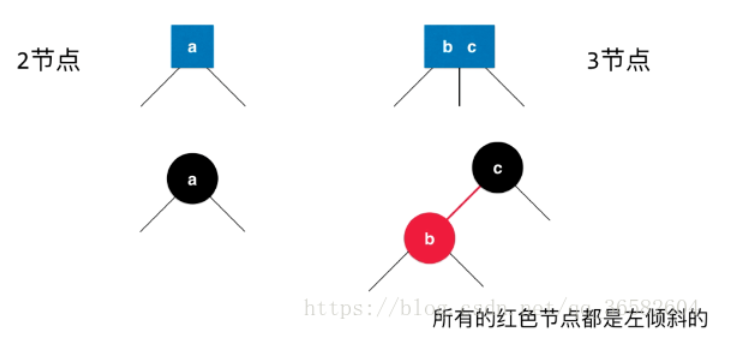 2节点
a
b c
3节点
a
c
b
https://blog.csdn.net/qq_36582604
所有的红色节点都是左倾斜的